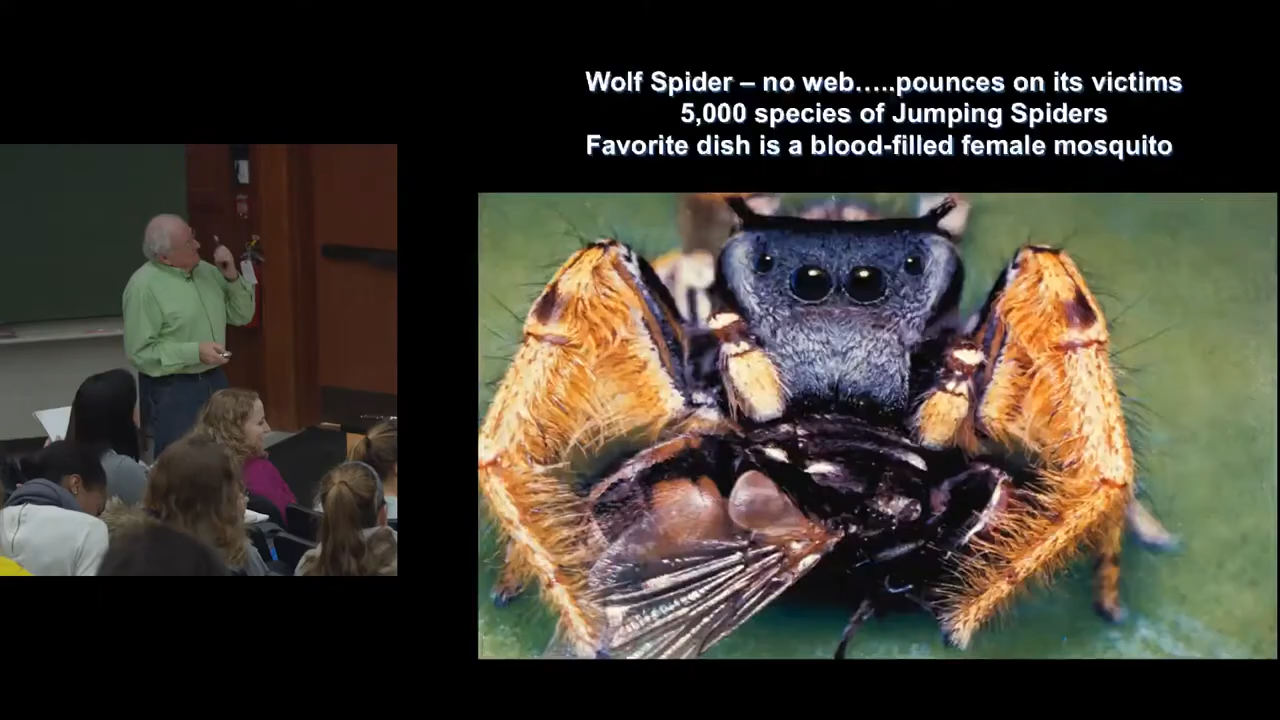 Wolf Spider – no web…..pounces on its victims
5,000 species of Jumping Spiders
Favorite dish is a blood-filled female mosquito